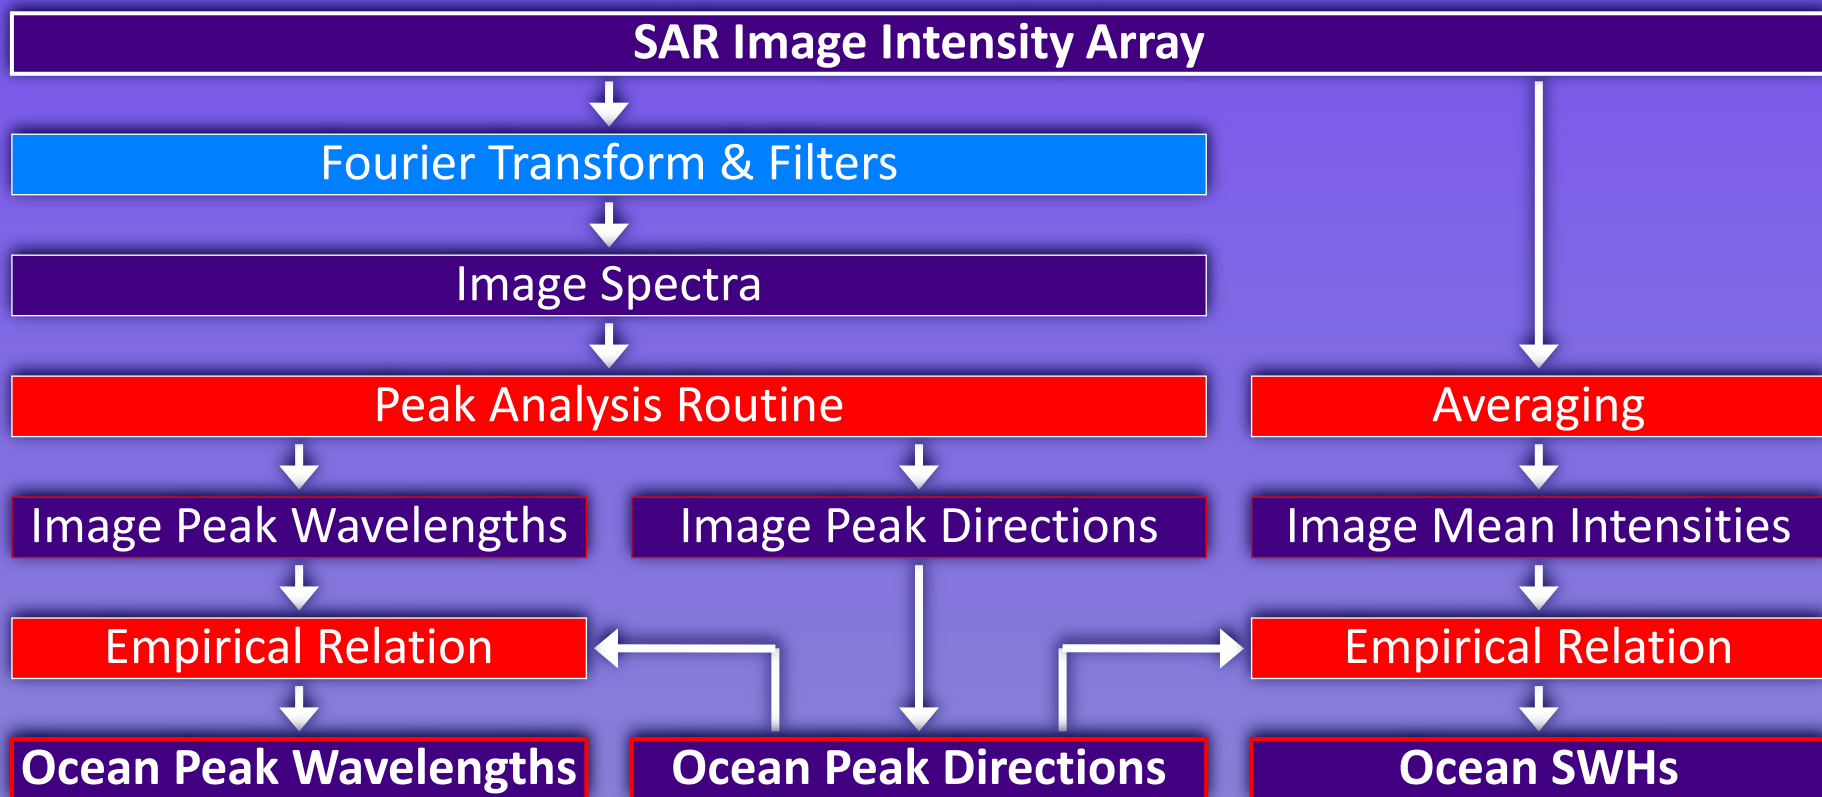 SAR Image Intensity Array
Fourier Transform & Filters
Image Spectra
Peak Analysis Routine
Averaging
Image Peak Wavelengths
Image Peak Directions
Image Mean Intensities
Empirical Relation
Empirical Relation
Ocean Peak Wavelengths
Ocean Peak Directions
Ocean SWHs